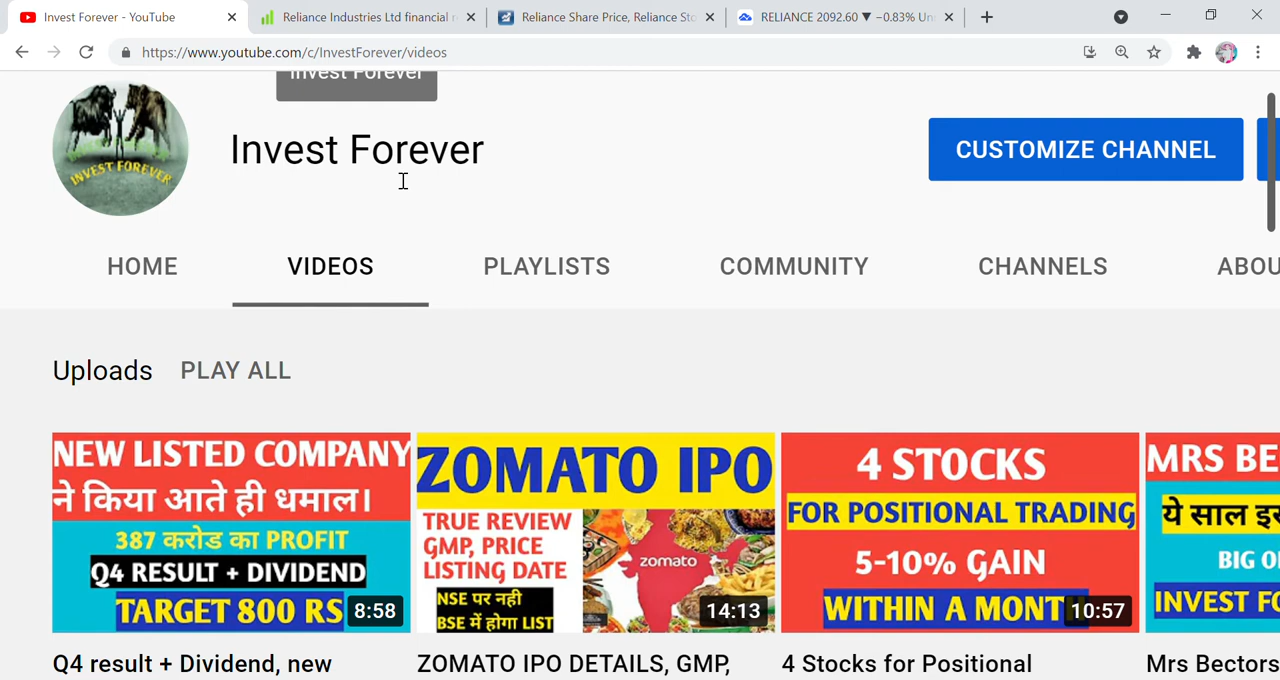 Invest Forever - YouTube
Reliance Industries Ltd financial r
Reliance Share Price, Reliance Sto
RELIANCE 2092.60 ▼ −0.83% Un
https://www.youtube.com/c/InvestForever/videos
Invest Forever
INVEST FOREVER
Invest Forever
CUSTOMIZE CHANNEL
HOME
VIDEOS
PLAYLISTS
COMMUNITY
CHANNELS
ABOU
Uploads
PLAY ALL
NEW LISTED COMPANY
ने किया आते ही धमाल।
387 करोड का PROFIT
Q4 RESULT + DIVIDEND
TARGET 800 RS
8:58
Q4 result + Dividend, new
ZOMATO IPO
TRUE REVIEW
GMP, PRICE
LISTING DATE
NSE पर नही
BSE में होगा LIST
zomato
14:13
ZOMATO IPO DETAILS, GMP,
4 STOCKS
FOR POSITIONAL TRADING
5-10% GAIN
WITHIN A MONT
10:57
4 Stocks for Positional
MRS BE
ये साल इस
BIG O
INVEST FO
Mrs Bectors